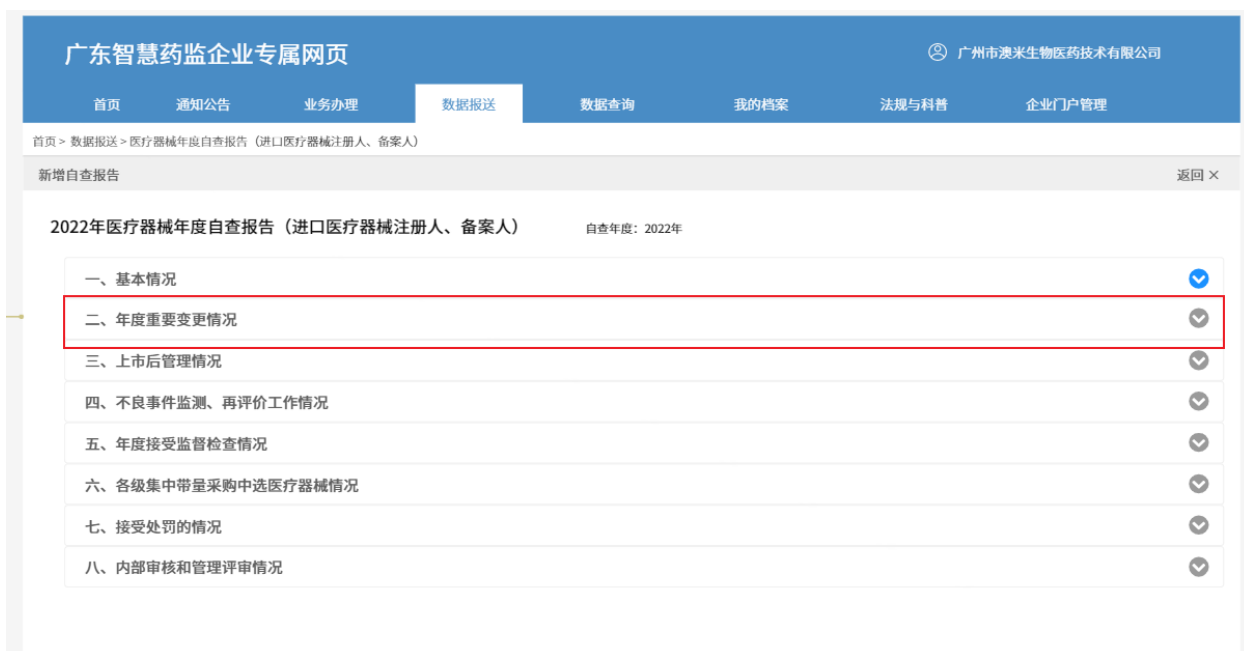 广东智慧药监企业专属网页
广州市澳米生物医药技术有限公司
首页 通知公告 业务办理 数据报送 数据查询 我的档案 法规与科普 企业门户管理
首页> 数据报送>医疗器械年度自查报告（进口医疗器械注册人、备案人）
新增自查报告 返回 ×
2022年医疗器械年度自查报告（进口医疗器械注册人、备案人） 自查年度：2022年
一、基本情况
二、年度重要变更情况
三、上市后管理情况
四、不良事件监测、再评价工作情况
五、年度接受监督检查情况
六、各级集中带量采购中选医疗器械情况
七、接受处罚的情况
八、内部审核和管理评审情况